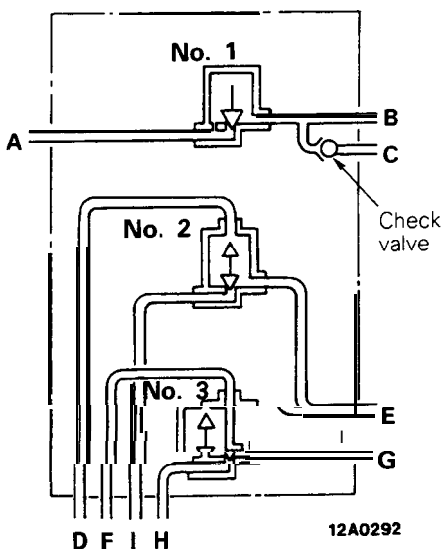 No. 1
A
B
C
Check
valve
No. 2
No. 3
E
G
D F I H
12A0292